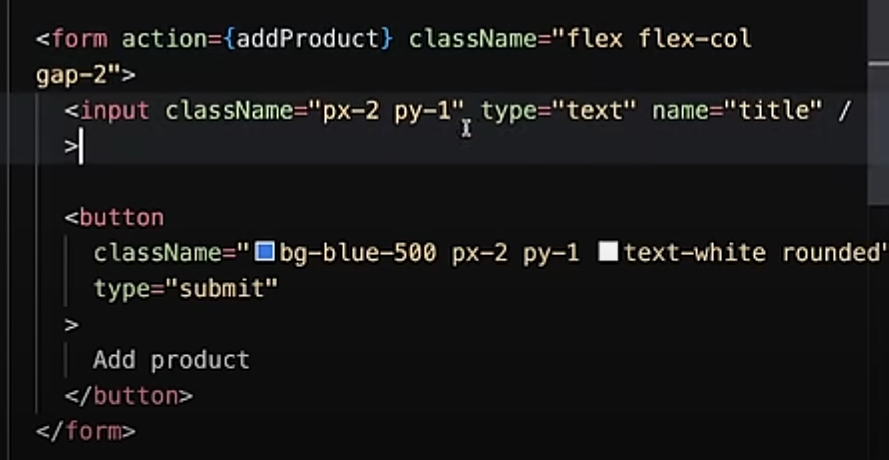 <form action={addProduct} className="flex flex-col
gap-2">
<input className="px-2 py-1" type="text" name="title" /
>
<button
className="bg-blue-500 px-2 py-1 text-white rounded"
type="submit"
>
Add product
</button>
</form>